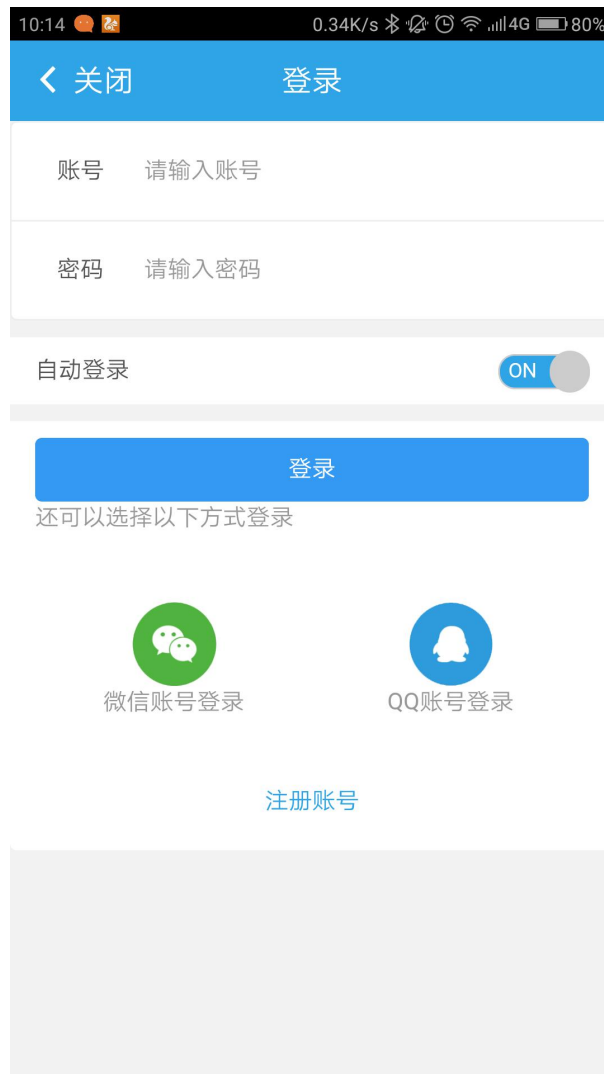 10:14 0.34K/s 4G 80%
关闭 登录
账号 请输入账号
密码 请输入密码
自动登录 ON
登录
还可以选择以下方式登录
微信账号登录 QQ账号登录
注册账号